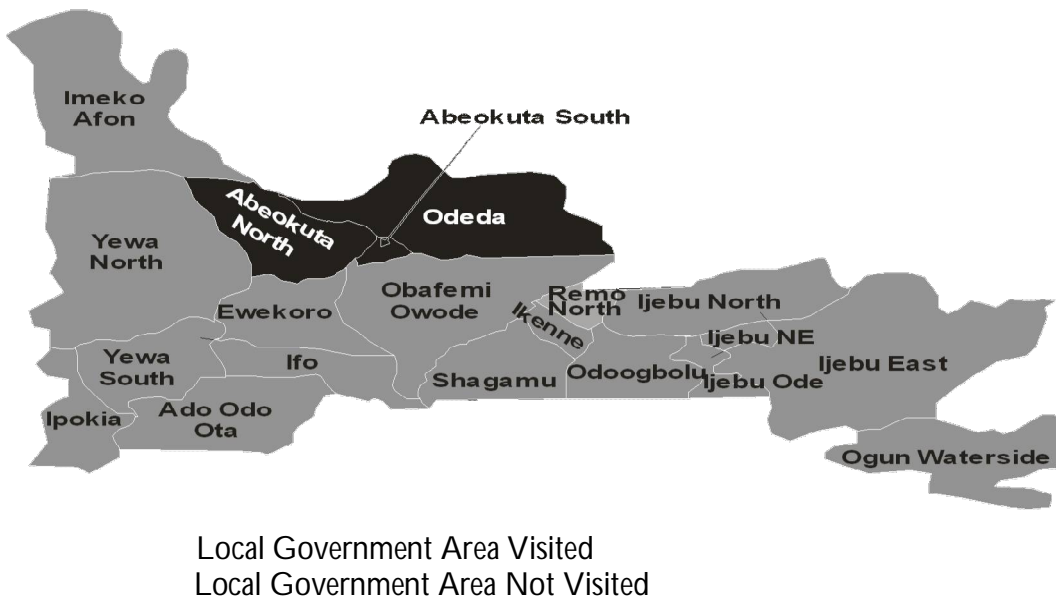 Imeko
Afon
Abeokuta South
Abeokuta
North
Odeda
Yewa
North
Obafemi
Owode
Ewekoro
Remo
North
Ikenne
Ijebu North
Ijebu NE
Ijebu East
Yewa
South
Ifo
Shagamu
Odoogbolu
Ijebu Ode
Ipokia
Ado Odo
Ota
Ogun Waterside
Local Government Area Visited
Local Government Area Not Visited